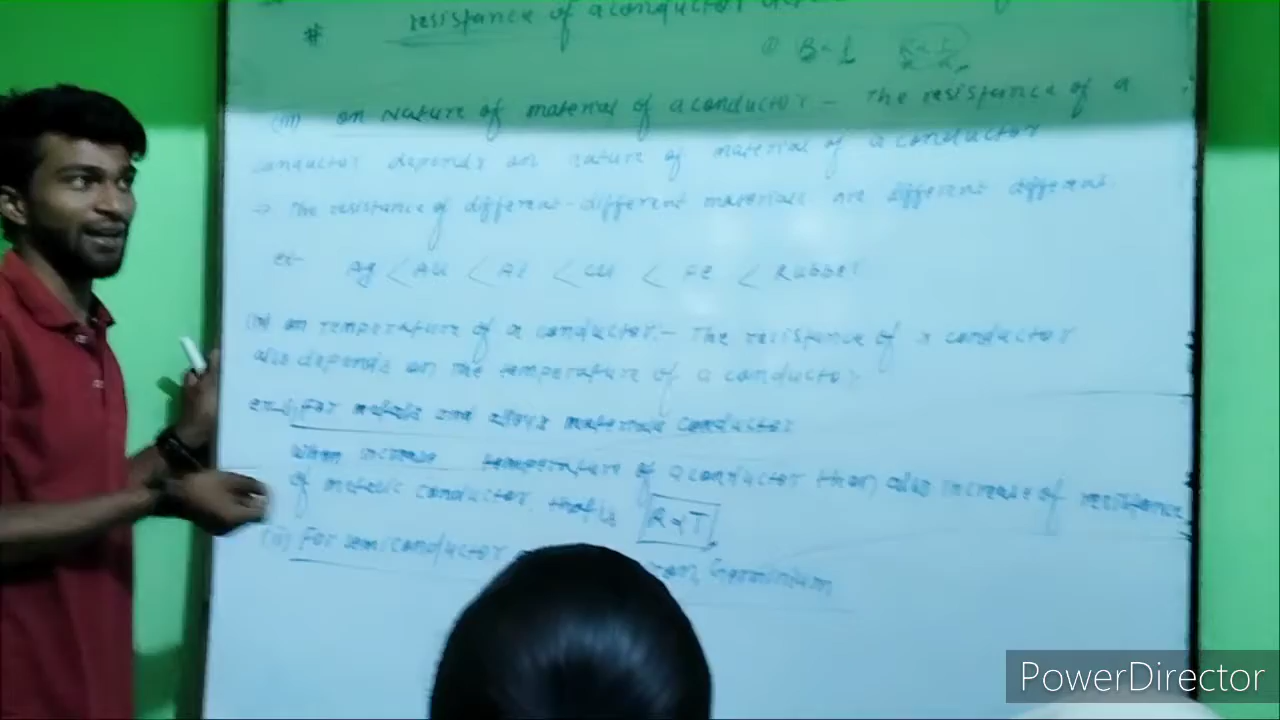 # resistance of a conductor
(iii) on Nature of material of a conductor - The resistance of a
conductor depends on nature of material of a conductor
→ The resistance of different-different materials are different different.
ex- Ag < Au < Al < Cu < Fe < Rubber
(iv) on temperature of a conductor - The resistance of a conductor
also depends on the temperature of a conductor
For metals and alloys materials conductor
when increase temperature of a conductor then also increase of resistance
of metalic conductor that is R ∝ T
(ii) For semiconductor Germinium
PowerDirector